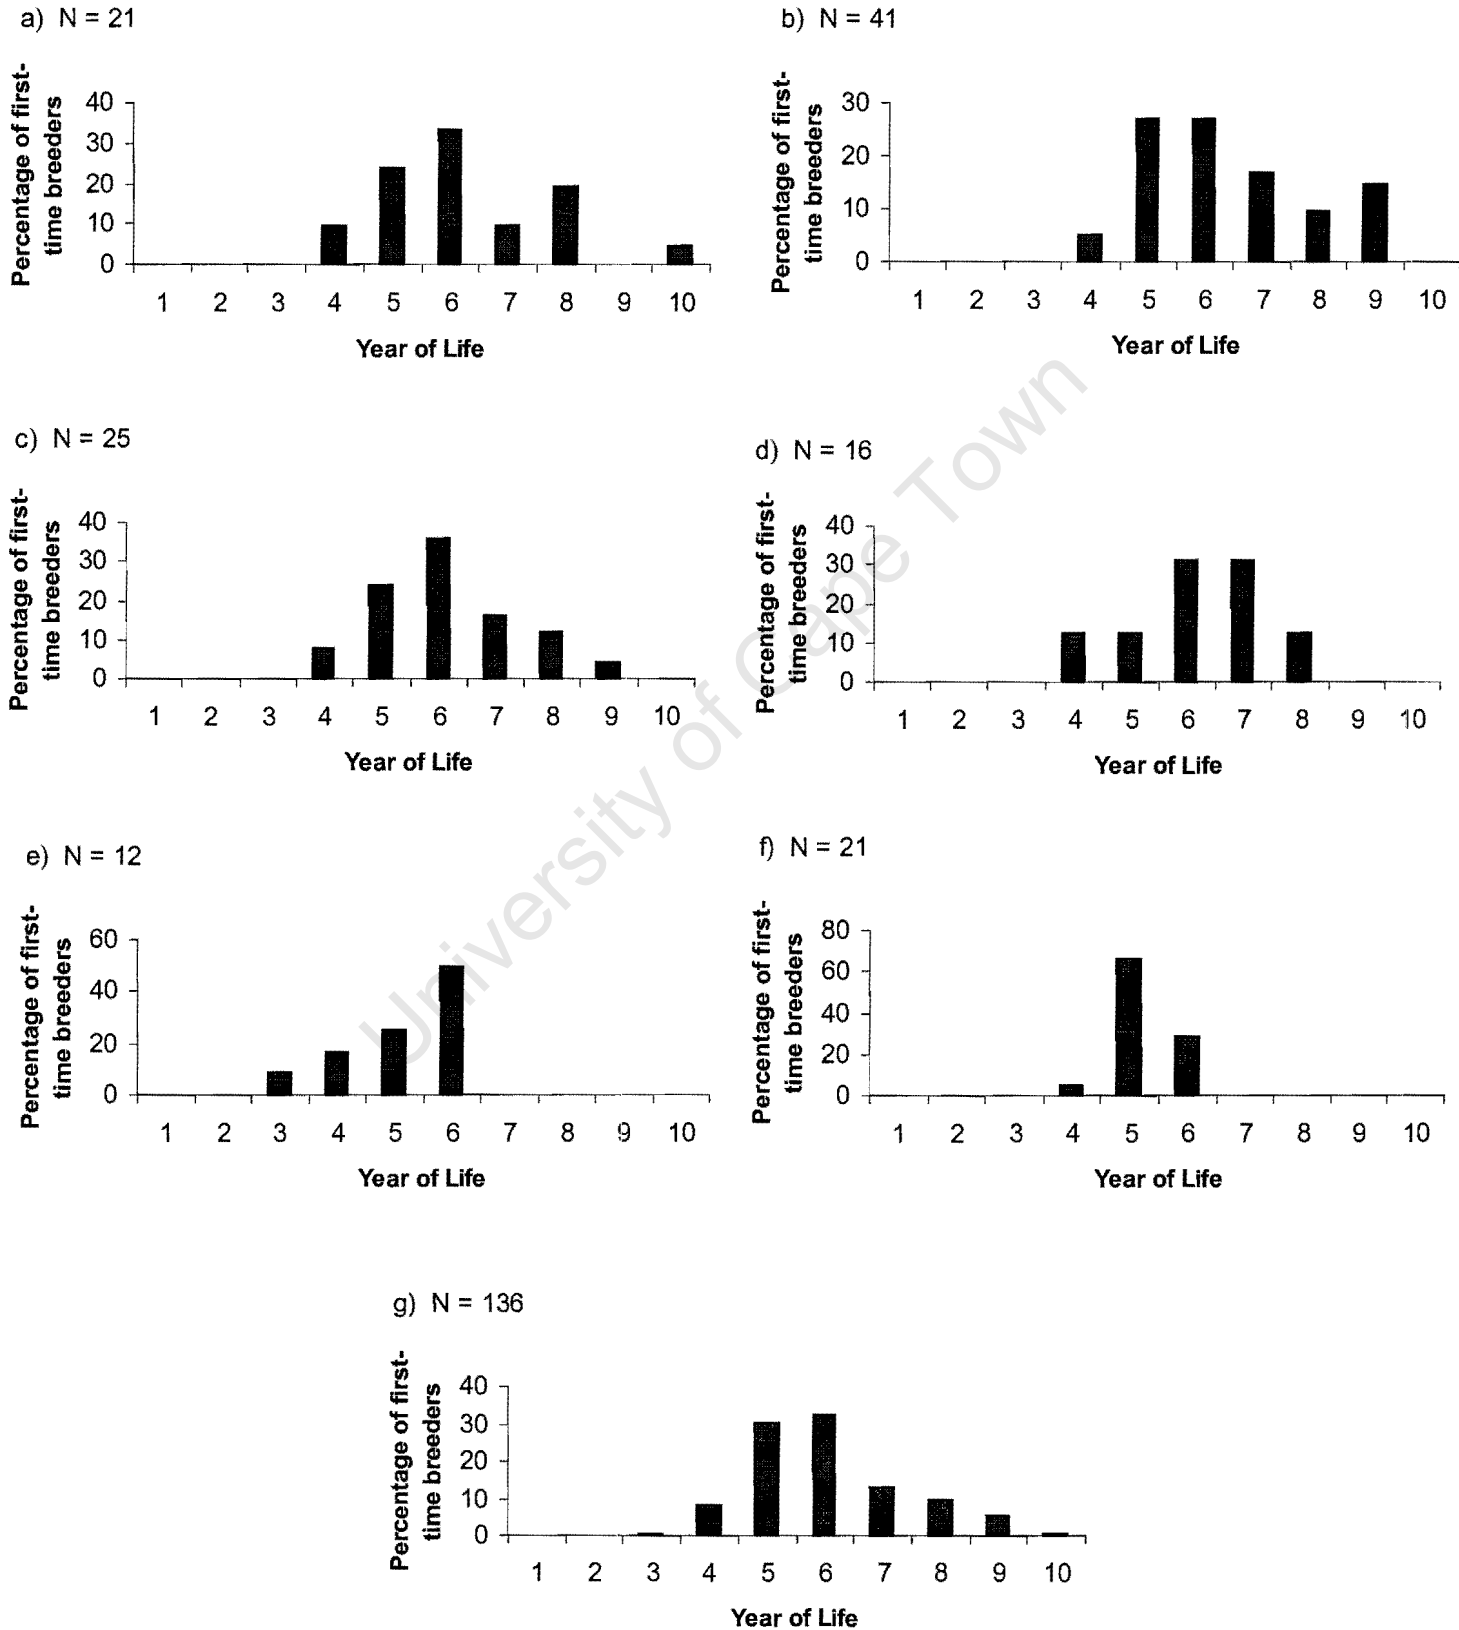 a) N = 21
Percentage of first-
time breeders
40
30
20
10
0
1 2 3 4 5 6 7 8 9 10
Year of Life
b) N = 41
Percentage of first-
time breeders
30
20
10
0
1 2 3 4 5 6 7 8 9 10
Year of Life
c) N = 25
Percentage of first-
time breeders
40
30
20
10
0
1 2 3 4 5 6 7 8 9 10
Year of Life
d) N = 16
Percentage of first-
time breeders
40
30
20
10
0
1 2 3 4 5 6 7 8 9 10
Year of Life
e) N = 12
Percentage of first-
time breeders
60
40
20
0
1 2 3 4 5 6 7 8 9 10
Year of Life
f) N = 21
Percentage of first-
time breeders
80
60
40
20
0
1 2 3 4 5 6 7 8 9 10
Year of Life
g) N = 136
Percentage of first-
time breeders
40
30
20
10
0
1 2 3 4 5 6 7 8 9 10
Year of Life
University of Cape Town